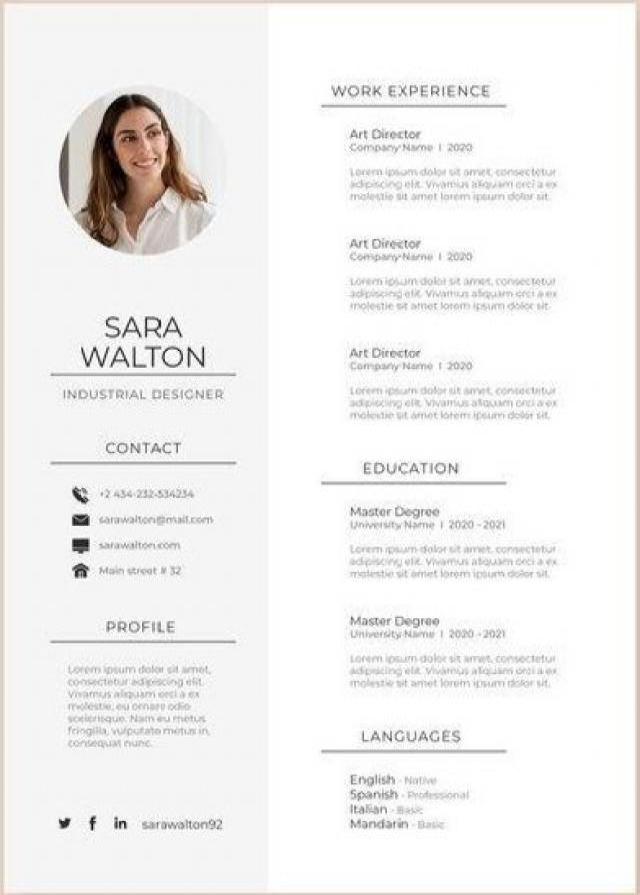 SARA
WALTON
INDUSTRIAL DESIGNER
CONTACT
+2 434-232-534234
sarawalton@mail.com
sarawalton.com
Main street # 32
PROFILE
Lorem ipsum dolor sit amet,
consectetur adipiscing elit.
Vivamus aliquam orci a ex
molestie, eu ornare odio
scelerisque. Nam eu metus
fringilla, vulputate metus in,
consequat nunc.
sarawalton92
WORK EXPERIENCE
Art Director
Company Name | 2020
Lorem ipsum dolor sit amet, consectetur
adipiscing elit. Vivamus aliquam orci a ex
molestie sit amet lorem ipsum dolor sit.
Art Director
Company Name | 2020
Lorem ipsum dolor sit amet, consectetur
adipiscing elit. Vivamus aliquam orci a ex
molestie sit amet lorem ipsum dolor sit.
Art Director
Company Name | 2020
Lorem ipsum dolor sit amet, consectetur
adipiscing elit. Vivamus aliquam orci a ex
molestie sit amet lorem ipsum dolor sit.
EDUCATION
Master Degree
University Name | 2020 - 2021
Lorem ipsum dolor sit amet, consectetur
adipiscing elit. Vivamus aliquam orci a ex
molestie sit amet lorem ipsum dolor sit.
Master Degree
University Name | 2020 - 2021
Lorem ipsum dolor sit amet, consectetur
adipiscing elit. Vivamus aliquam orci a ex
molestie sit amet lorem ipsum dolor sit.
LANGUAGES
English - Native
Spanish - Professional
Italian - Basic
Mandarin - Basic